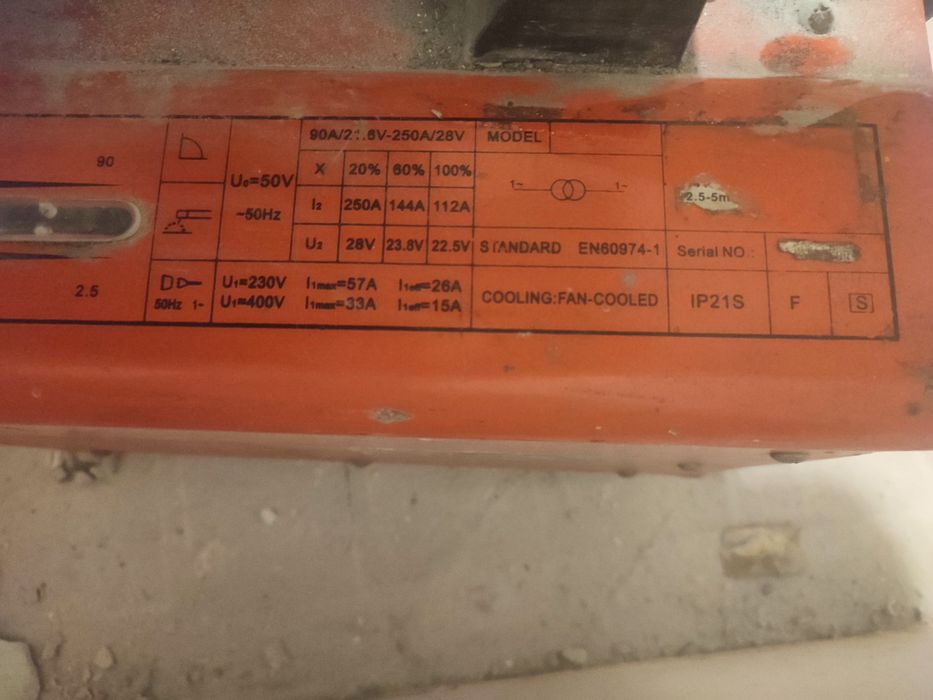 90
2.5
U₀=50V
~50Hz
90A/21.6V-250A/28V
X 20% 60% 100%
I₂ 250A 144A 112A
U₂ 28V 23.8V 22.5V
50Hz 1~
U₁=230V I₁max=57A I₁eff=26A
U₁=400V I₁max=33A I₁eff=15A
MODEL
1~ 1~
STANDARD EN60974-1
COOLING:FAN-COOLED
2.5-5m
Serial NO.:
IP21S F S